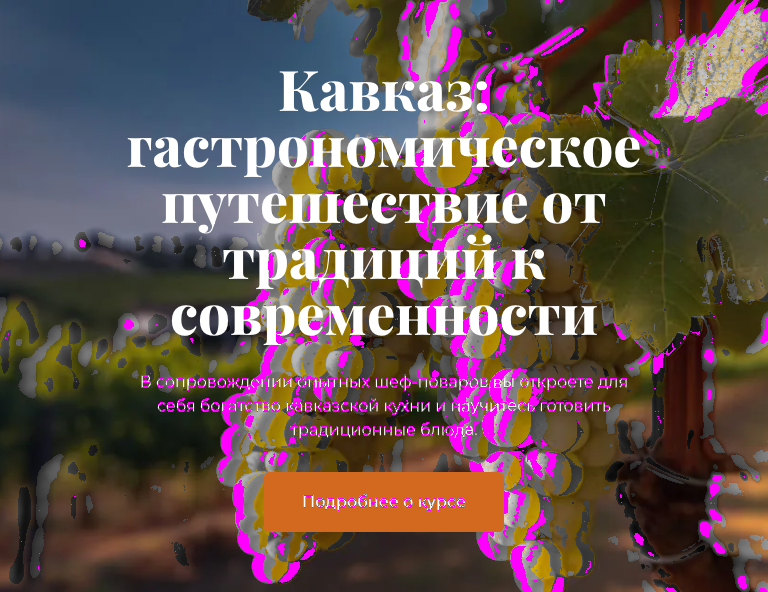 Кавказ:
гастрономическое
путешествие от
традиций к
современности
В сопровождении опытных шеф-поваров вы откроете для
себя богатство кавказской кухни и научитесь готовить
традиционные блюда.
Подробнее о курсе